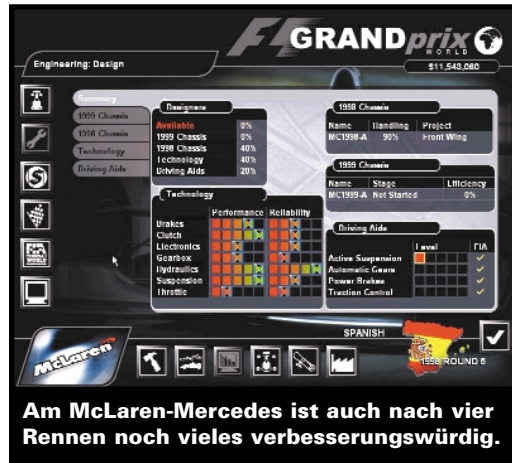 F1 GRAND prix
WORLD
Engineering: Design
$11,543,060
Summary
1999 Chassis
1998 Chassis
Technology
Driving Aids
Designers
Available 0%
1999 Chassis 0%
1998 Chassis 40%
Technology 40%
Driving Aids 20%
1998 Chassis
Name Handling Project
MC1998-A 90% Front Wing
1999 Chassis
Name Stage Efficiency
MC1999-A Not Started 0%
Technology
Performance Reliability
Brakes
Clutch
Electronics
Gearbox
Hydraulics
Suspension
Throttle
Driving Aids
Level FIA
Active Suspension
Automatic Gears
Power Brakes
Traction Control
FIA
SPANISH
1998 ROUND 6
McLaren
Am McLaren-Mercedes ist auch nach vier
Rennen noch vieles verbesserungswürdig.